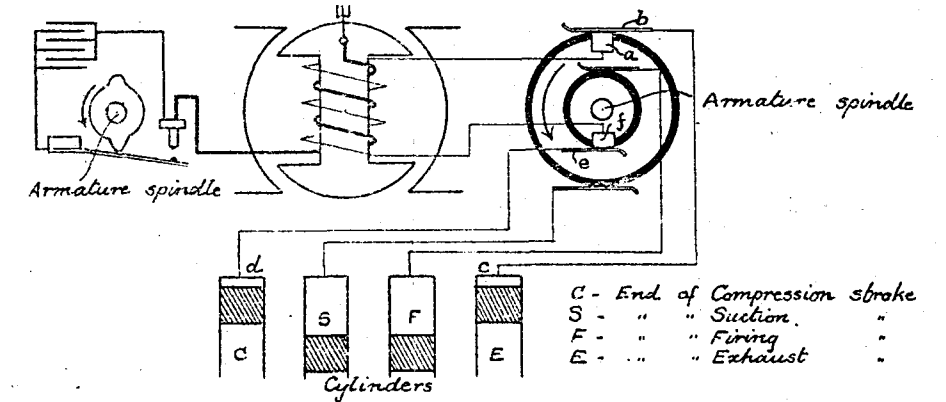 b
a
Armature spindle
f
e
Armature spindle
d
c
S
F
C
E
Cylinders
C - End of Compression stroke
S - " " Suction. "
F - " " Firing "
E - " " Exhaust "